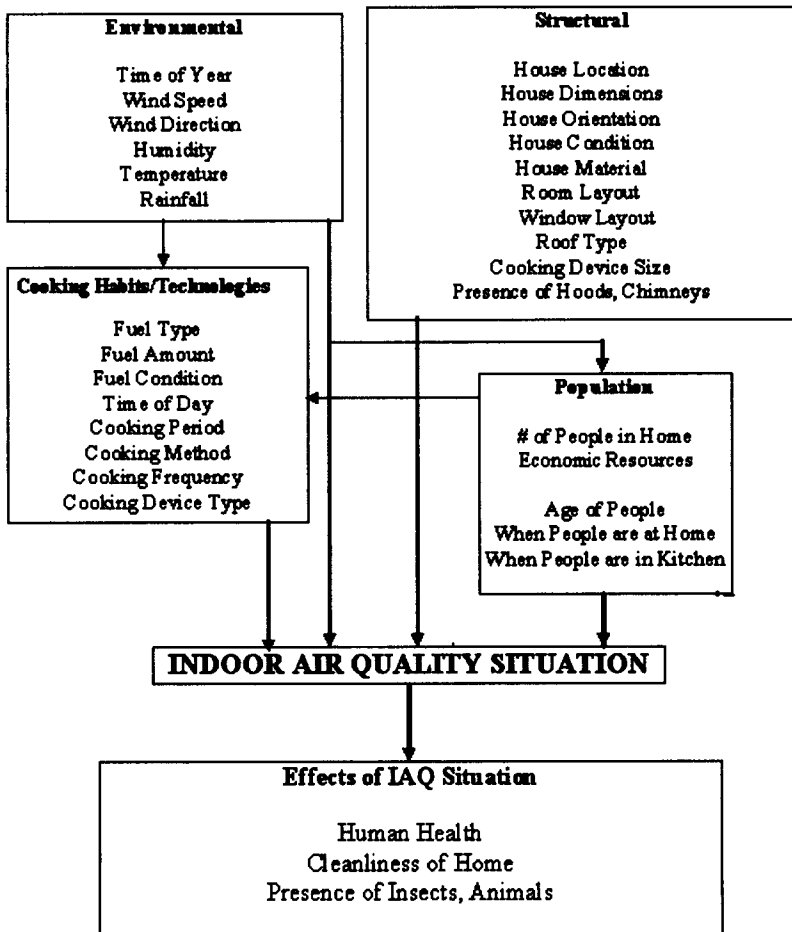 Environmental
Time of Year
Wind Speed
Wind Direction
Humidity
Temperature
Rainfall
Structural
House Location
House Dimensions
House Orientation
House Condition
House Material
Room Layout
Window Layout
Roof Type
Cooking Device Size
Presence of Hoods, Chimneys
Cooking Habits/Technologies
Fuel Type
Fuel Amount
Fuel Condition
Time of Day
Cooking Period
Cooking Method
Cooking Frequency
Cooking Device Type
Population
# of People in Home
Economic Resources
Age of People
When People are at Home
When People are in Kitchen
INDOOR AIR QUALITY SITUATION
Effects of IAQ Situation
Human Health
Cleanliness of Home
Presence of Insects, Animals